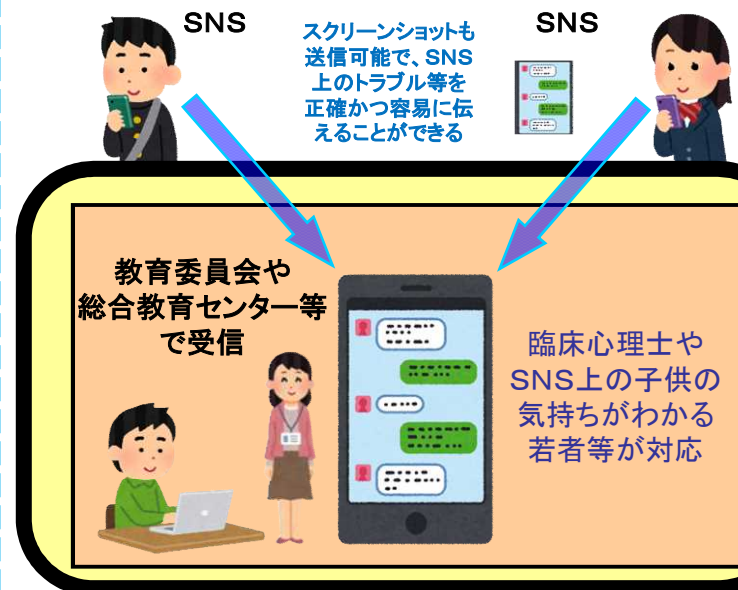 SNS
スクリーンショットも
送信可能で、SNS
上のトラブル等を
正確かつ容易に伝
えることができる
SNS
教育委員会や
総合教育センター等
で受信
臨床心理士や
SNS上の子供の
気持ちがわかる
若者等が対応